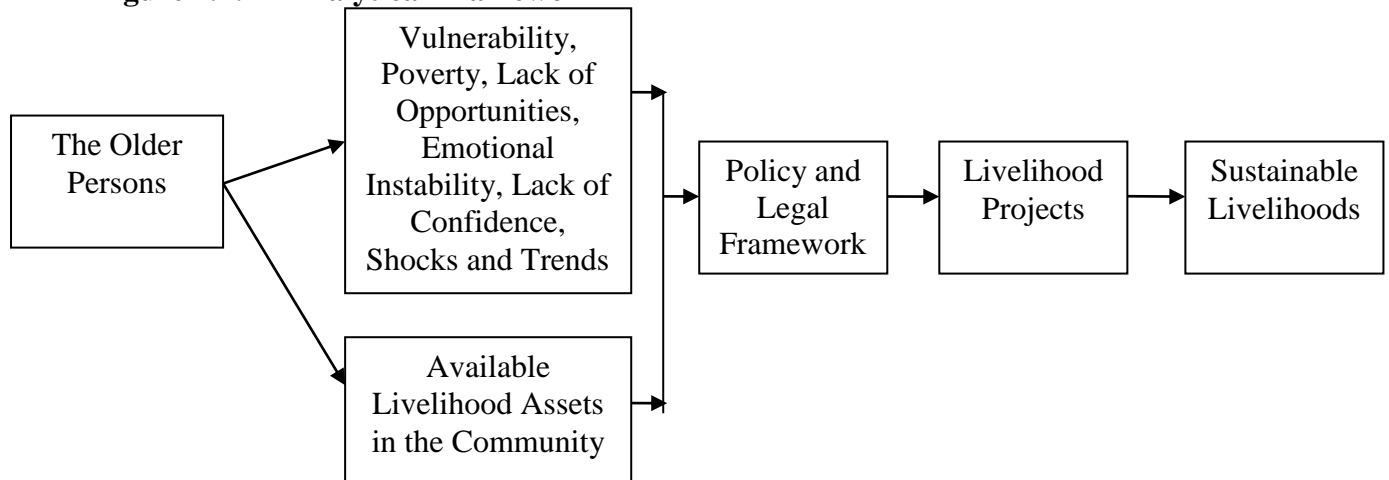 The Older
Persons
Vulnerability,
Poverty, Lack of
Opportunities,
Emotional
Instability, Lack of
Confidence,
Shocks and Trends
Available
Livelihood Assets
in the Community
Policy and
Legal
Framework
Livelihood
Projects
Sustainable
Livelihoods